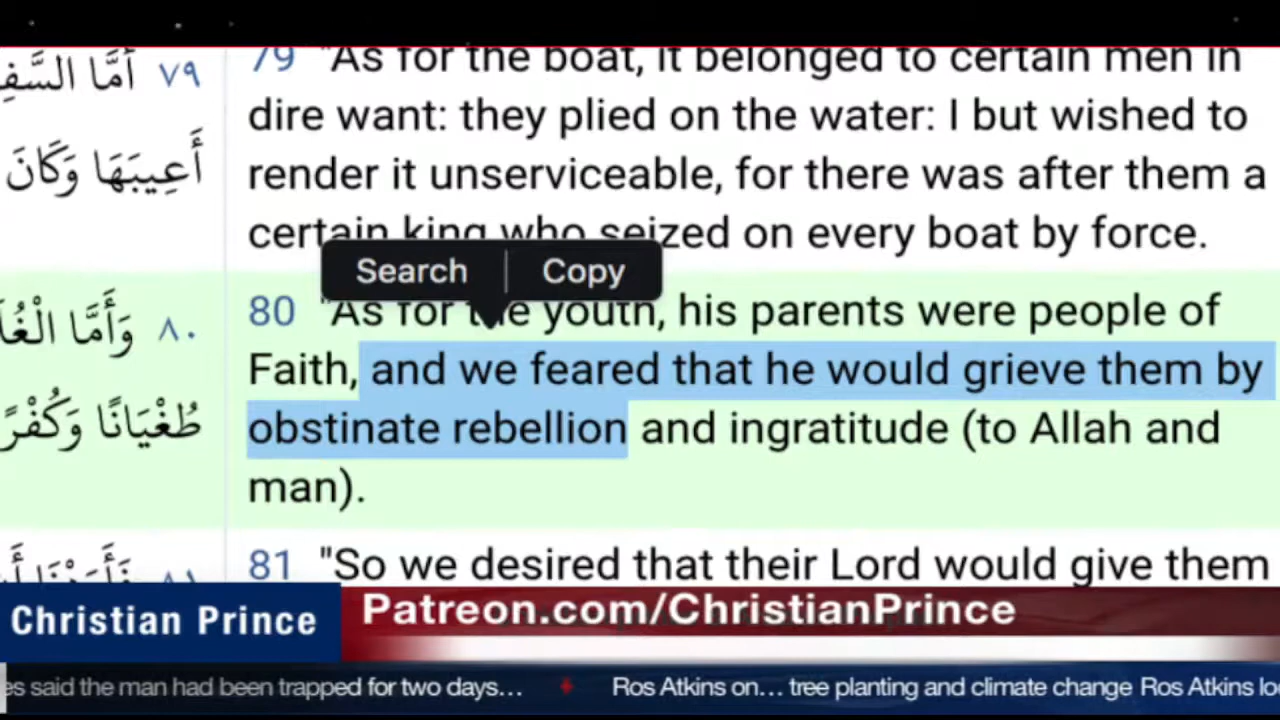 79 "As for the boat, it belonged to certain men in
dire want: they plied on the water: I but wished to
render it unserviceable, for there was after them a
certain king who seized on every boat by force.
أَمَّا السَّفِ ٧٩
أَعِيبَهَا وَكَانَ
Search Copy
80 "As for the youth, his parents were people of
Faith, and we feared that he would grieve them by
obstinate rebellion and ingratitude (to Allah and
man).
وَأَمَّا الْغُلَ ٨٠
طُغْيَانًا وَكُفْرً
81 "So we desired that their Lord would give them
٨١
Christian Prince
Patreon.com/ChristianPrince
es said the man had been trapped for two days... Ros Atkins on... tree planting and climate change Ros Atkins lo